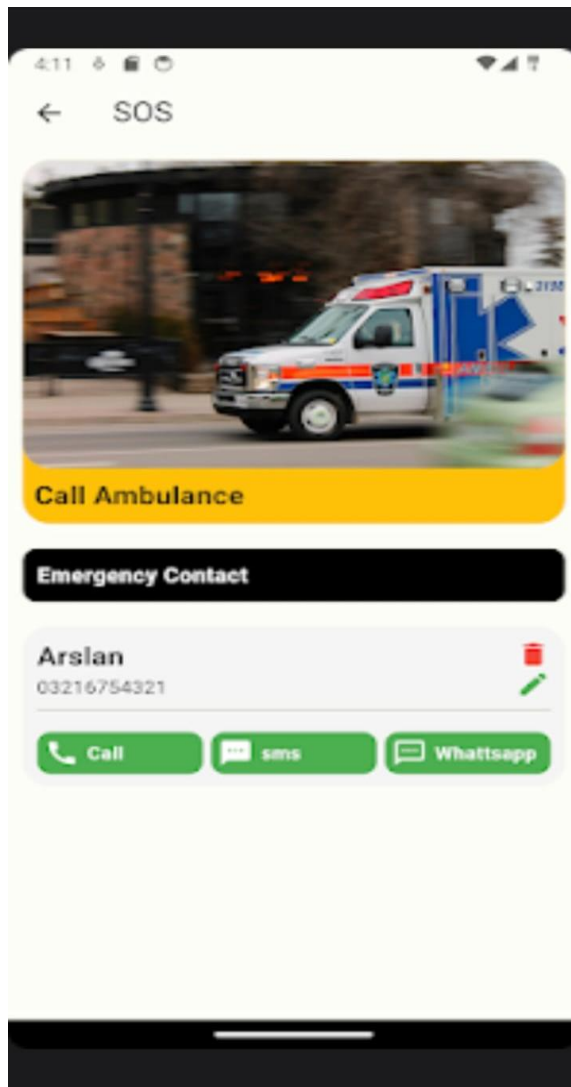 4:11
SOS
Call Ambulance
Emergency Contact
Arslan
03216754321
Call
sms
Whattsapp